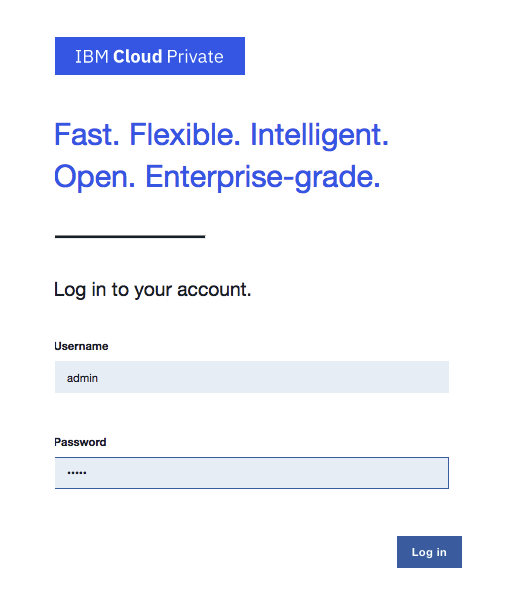 IBM Cloud Private
Fast. Flexible. Intelligent.
Open. Enterprise-grade.
Log in to your account.
Username
admin
Password
•••••
Log in